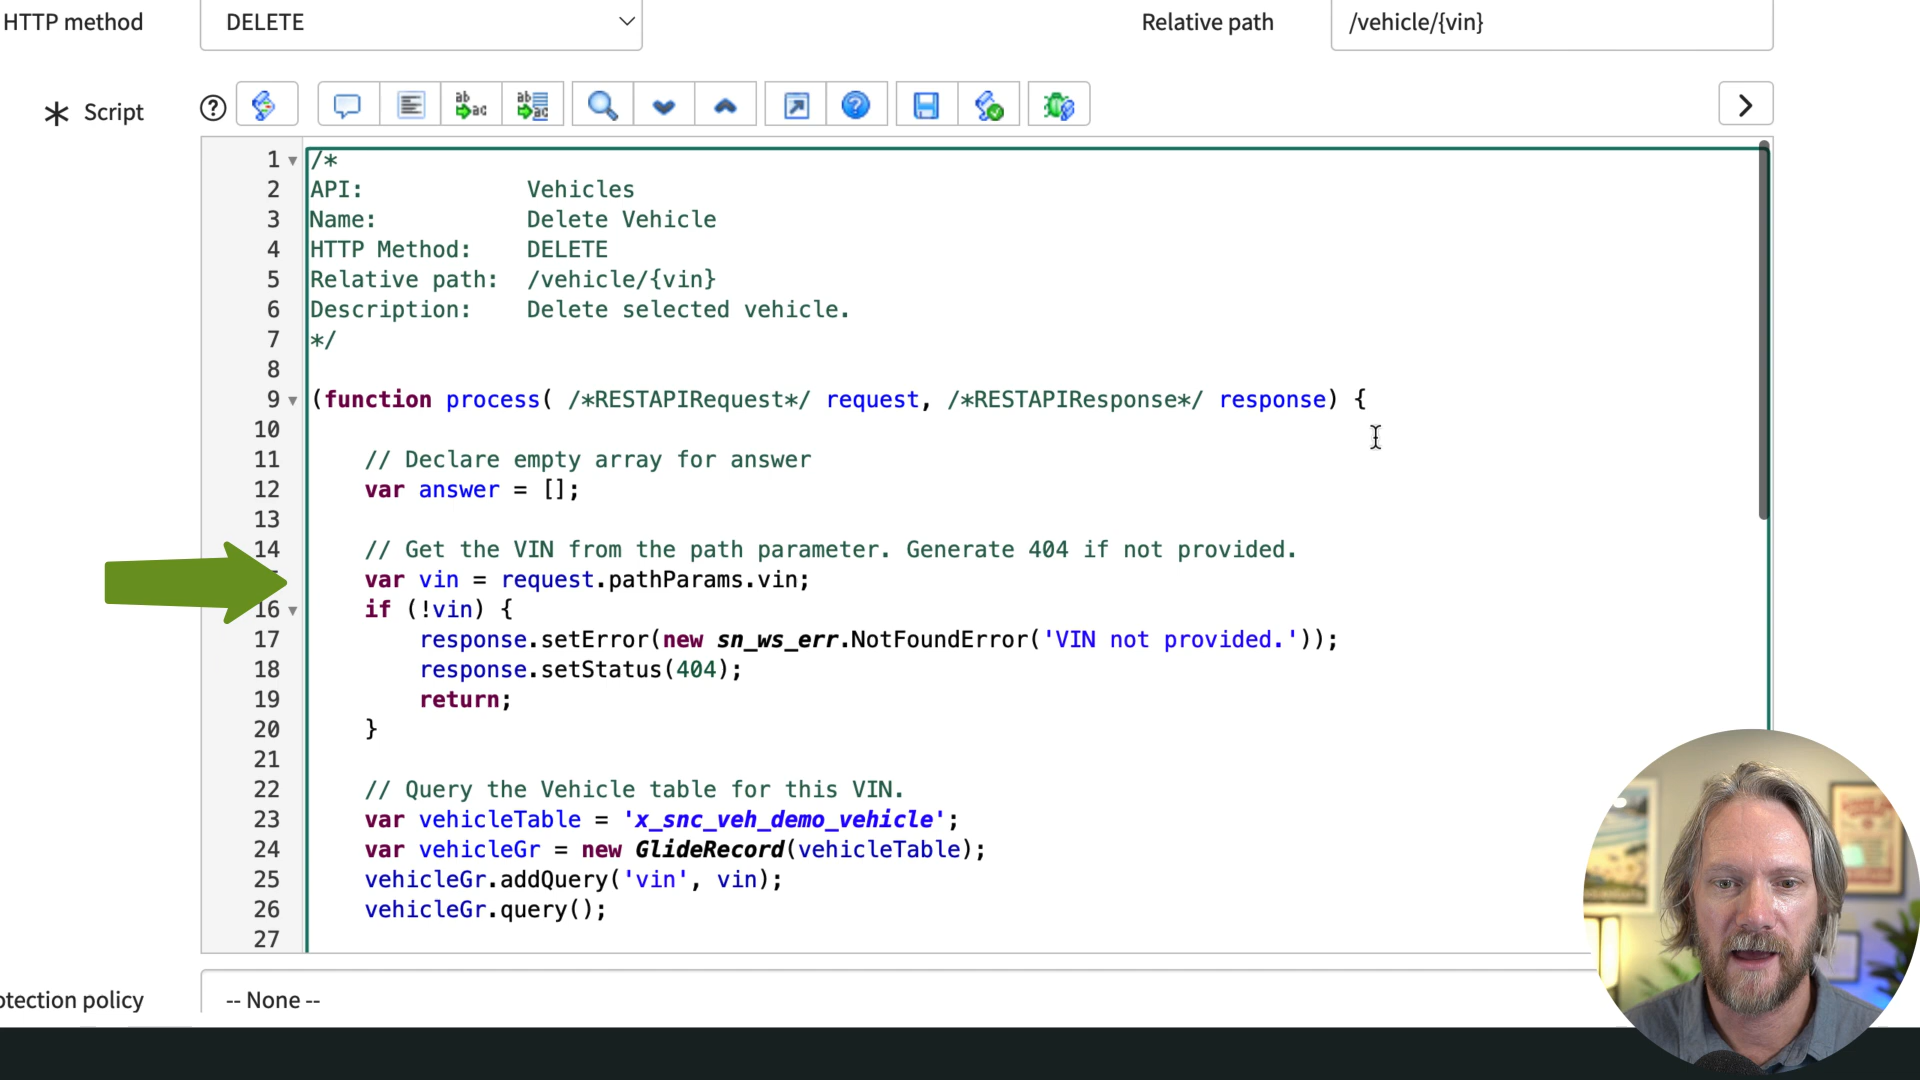 HTTP method
DELETE
Relative path
/vehicle/{vin}
Script
1 /*
2 API: Vehicles
3 Name: Delete Vehicle
4 HTTP Method: DELETE
5 Relative path: /vehicle/{vin}
6 Description: Delete selected vehicle.
7 */
8
9 (function process( /*RESTAPIRequest*/ request, /*RESTAPIResponse*/ response) {
10
11 // Declare empty array for answer
12 var answer = [];
13
14 // Get the VIN from the path parameter. Generate 404 if not provided.
var vin = request.pathParams.vin;
16 if (!vin) {
17 response.setError(new sn_ws_err.NotFoundError('VIN not provided.'));
18 response.setStatus(404);
19 return;
20 }
21
22 // Query the Vehicle table for this VIN.
23 var vehicleTable = 'x_snc_veh_demo_vehicle';
24 var vehicleGr = new GlideRecord(vehicleTable);
25 vehicleGr.addQuery('vin', vin);
26 vehicleGr.query();
27
otection policy
-- None --